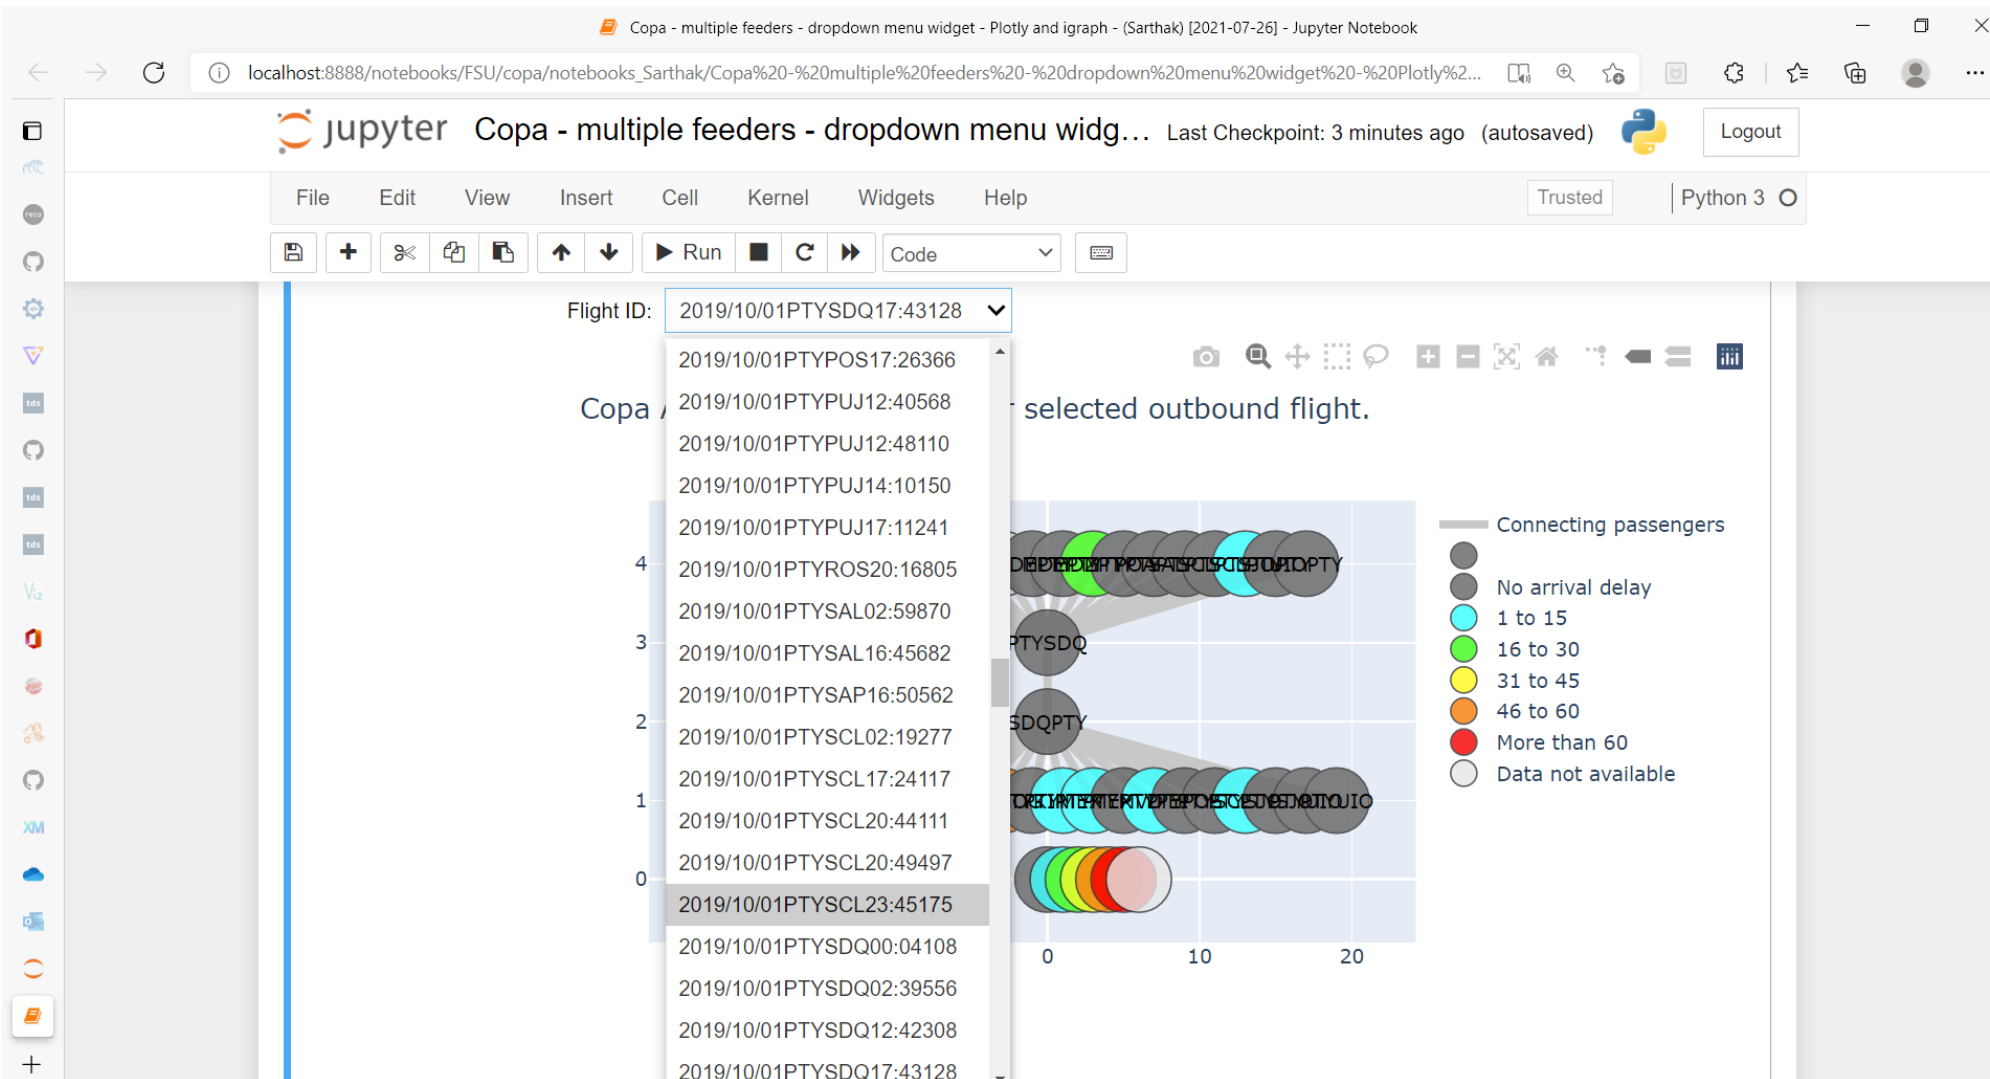 Copa - multiple feeders - dropdown menu widget - Plotly and igraph - (Sarthak) [2021-07-26] - Jupyter Notebook
localhost:8888/notebooks/FSU/copa/notebooks_Sarthak/Copa%20-%20multiple%20feeders%20-%20dropdown%20menu%20widget%20-%20Plotly%2...
jupyter Copa - multiple feeders - dropdown menu widg... Last Checkpoint: 3 minutes ago (autosaved) Logout
File Edit View Insert Cell Kernel Widgets Help Trusted Python 3
Run Code
reco
tds
tds
tds
XM
Flight ID: 2019/10/01PTYSDQ17:43128
2019/10/01PTYPOS17:26366
2019/10/01PTYPUJ12:40568
2019/10/01PTYPUJ12:48110
2019/10/01PTYPUJ14:10150
2019/10/01PTYPUJ17:11241
2019/10/01PTYROS20:16805
2019/10/01PTYSAL02:59870
2019/10/01PTYSAL16:45682
2019/10/01PTYSAP16:50562
2019/10/01PTYSCL02:19277
2019/10/01PTYSCL17:24117
2019/10/01PTYSCL20:44111
2019/10/01PTYSCL20:49497
2019/10/01PTYSCL23:45175
2019/10/01PTYSDQ00:04108
2019/10/01PTYSDQ02:39556
2019/10/01PTYSDQ12:42308
2019/10/01PTYSDQ17:43128
Copa selected outbound flight.
4
3 PTYSDQ
2 SDQPTY
1
0
0 10 20
Connecting passengers
No arrival delay
1 to 15
16 to 30
31 to 45
46 to 60
More than 60
Data not available